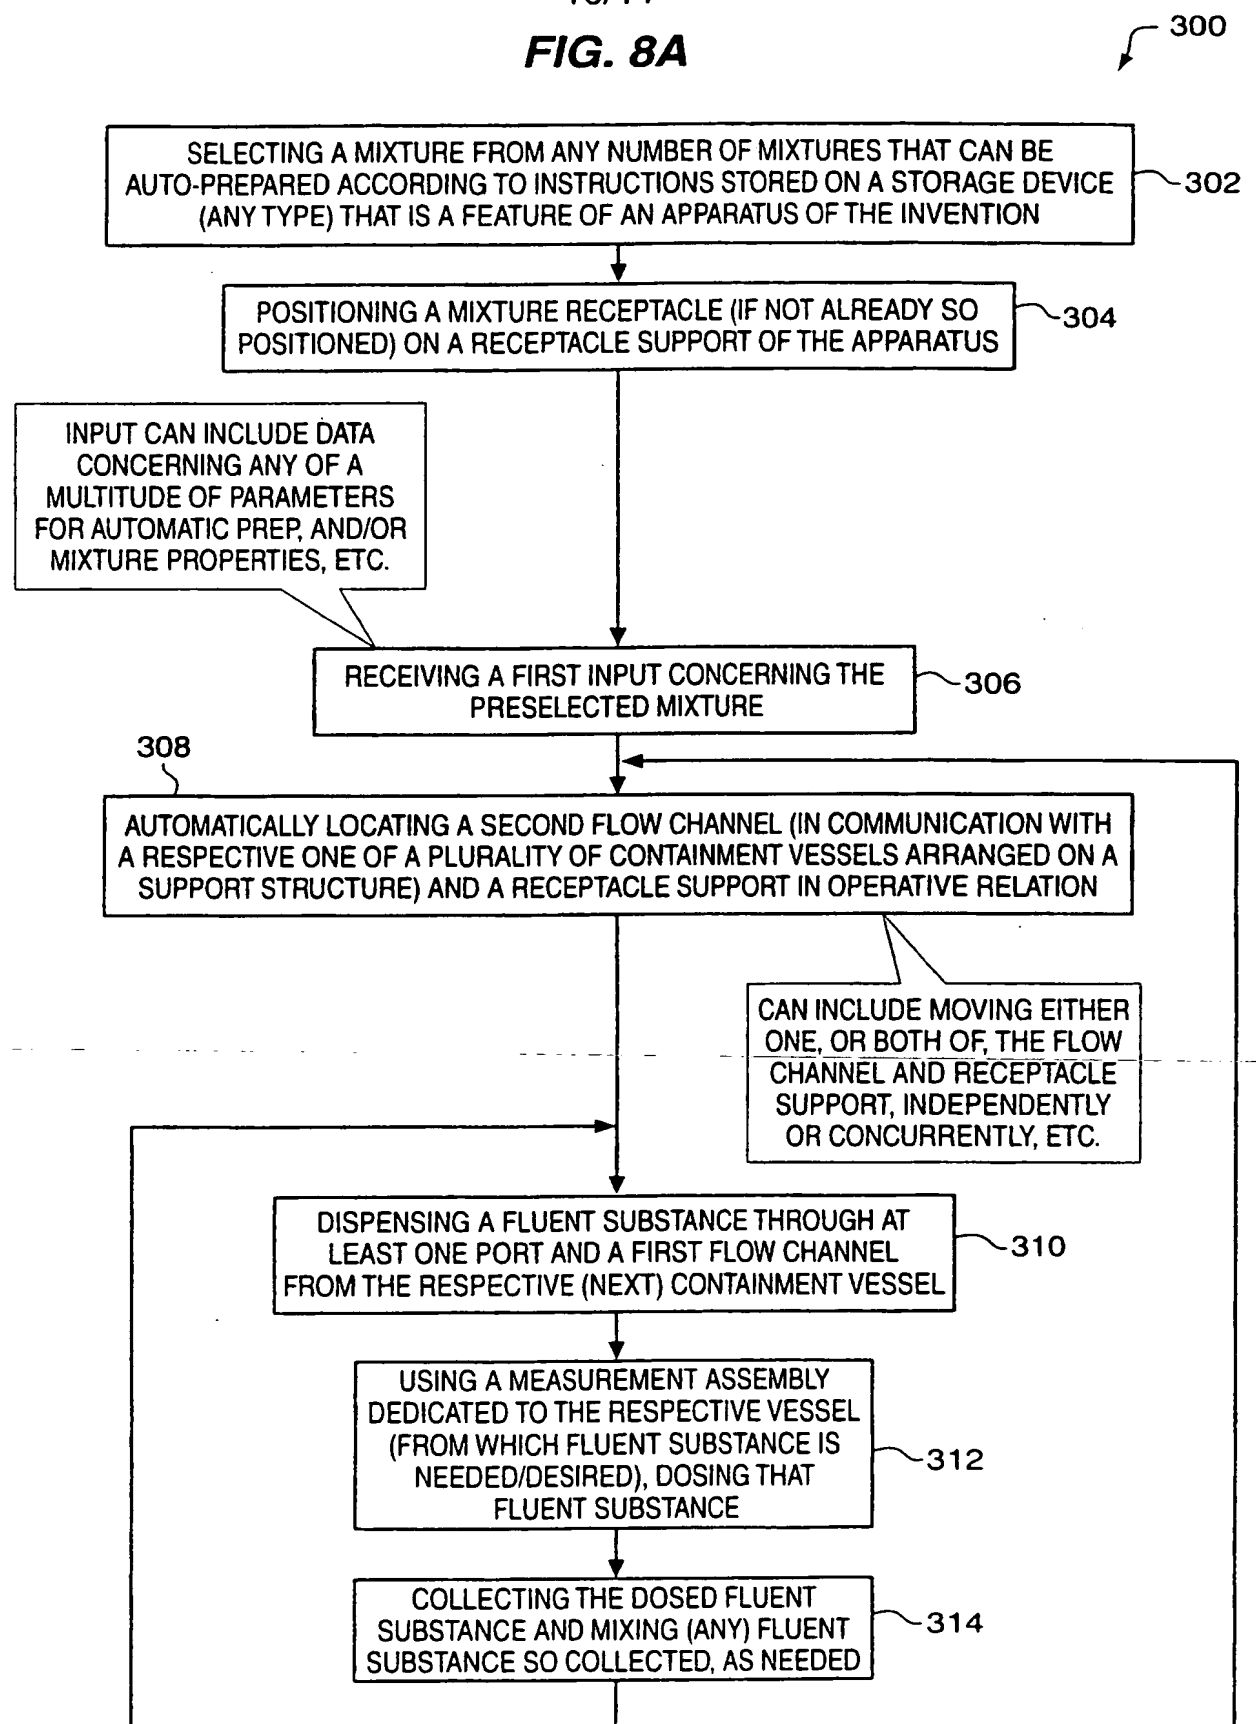 FIG. 8A
300
SELECTING A MIXTURE FROM ANY NUMBER OF MIXTURES THAT CAN BE
AUTO-PREPARED ACCORDING TO INSTRUCTIONS STORED ON A STORAGE DEVICE
(ANY TYPE) THAT IS A FEATURE OF AN APPARATUS OF THE INVENTION
302
POSITIONING A MIXTURE RECEPTACLE (IF NOT ALREADY SO
POSITIONED) ON A RECEPTACLE SUPPORT OF THE APPARATUS
304
INPUT CAN INCLUDE DATA
CONCERNING ANY OF A
MULTITUDE OF PARAMETERS
FOR AUTOMATIC PREP, AND/OR
MIXTURE PROPERTIES, ETC.
RECEIVING A FIRST INPUT CONCERNING THE
PRESELECTED MIXTURE
306
308
AUTOMATICALLY LOCATING A SECOND FLOW CHANNEL (IN COMMUNICATION WITH
A RESPECTIVE ONE OF A PLURALITY OF CONTAINMENT VESSELS ARRANGED ON A
SUPPORT STRUCTURE) AND A RECEPTACLE SUPPORT IN OPERATIVE RELATION
CAN INCLUDE MOVING EITHER
ONE, OR BOTH OF, THE FLOW
CHANNEL AND RECEPTACLE
SUPPORT, INDEPENDENTLY
OR CONCURRENTLY, ETC.
DISPENSING A FLUENT SUBSTANCE THROUGH AT
LEAST ONE PORT AND A FIRST FLOW CHANNEL
FROM THE RESPECTIVE (NEXT) CONTAINMENT VESSEL
310
USING A MEASUREMENT ASSEMBLY
DEDICATED TO THE RESPECTIVE VESSEL
(FROM WHICH FLUENT SUBSTANCE IS
NEEDED/DESIRED), DOSING THAT
FLUENT SUBSTANCE
312
COLLECTING THE DOSED FLUENT
SUBSTANCE AND MIXING (ANY) FLUENT
SUBSTANCE SO COLLECTED, AS NEEDED
314